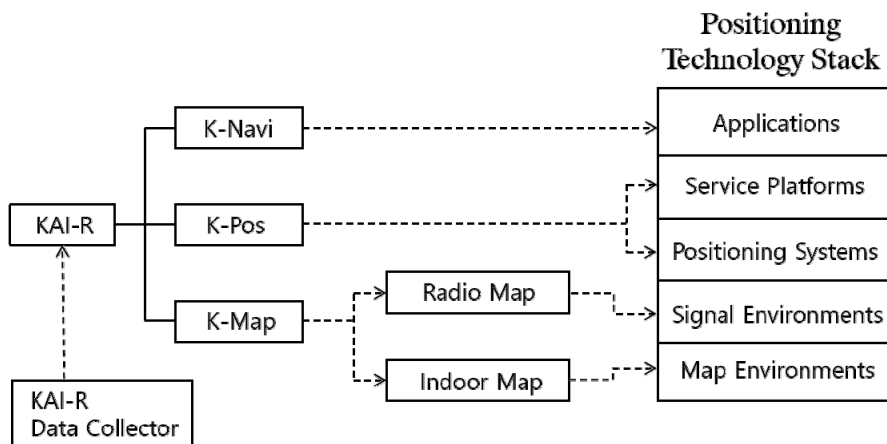 Positioning
Technology Stack
K-Navi
Applications
Service Platforms
KAI-R
K-Pos
Positioning Systems
Radio Map
K-Map
Signal Environments
Indoor Map
Map Environments
KAI-R
Data Collector